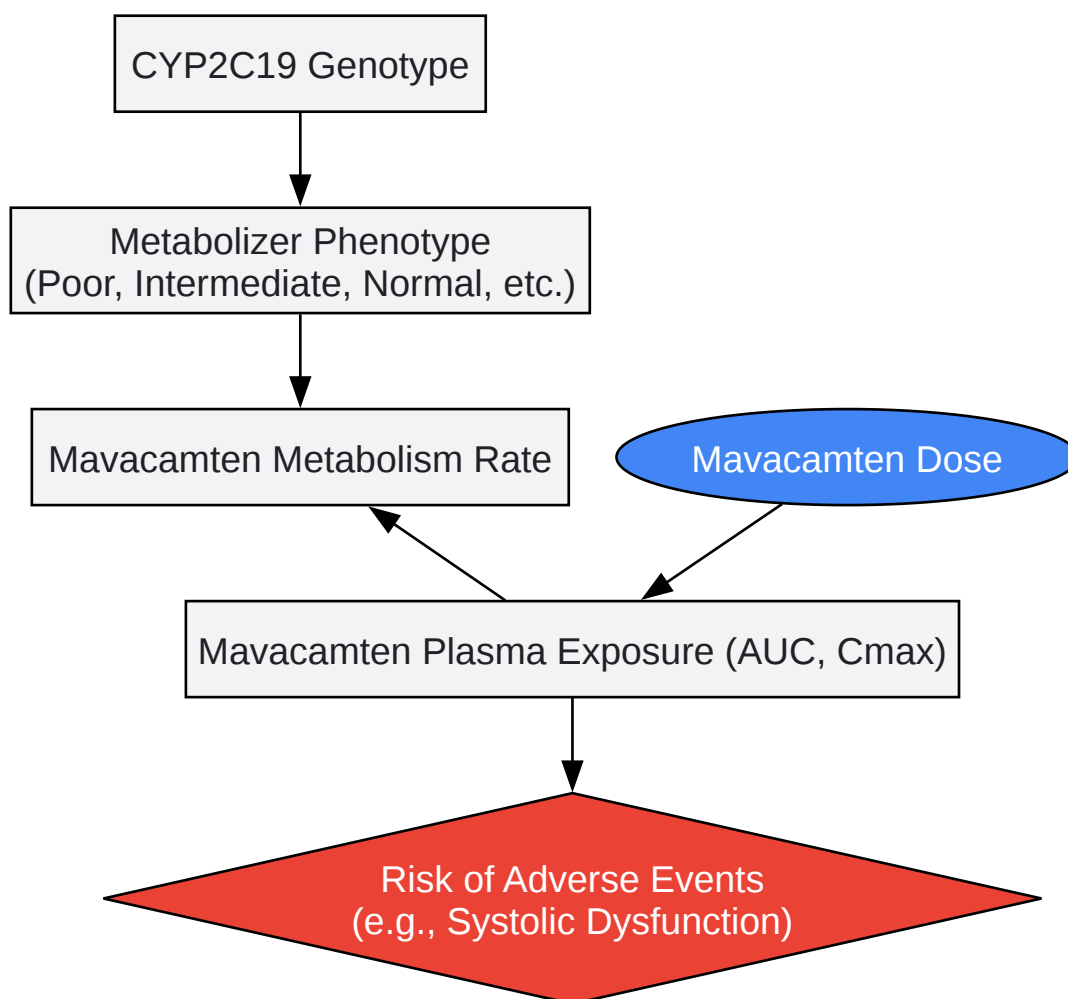 CYP2C19 Genotype
Metabolizer Phenotype
(Poor, Intermediate, Normal, etc.)
Mavacamten Metabolism Rate
Mavacamten Dose
Mavacamten Plasma Exposure (AUC, Cmax)
Risk of Adverse Events
(e.g., Systolic Dysfunction)